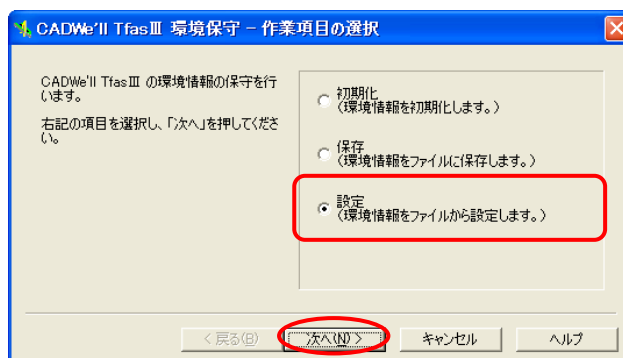 CADWe'll TfasⅢ 環境保守 - 作業項目の選択
CADWe'll TfasⅢ の環境情報の保守を行
います。
右記の項目を選択し、「次へ」を押してくださ
い。
初期化
(環境情報を初期化します。)
保存
(環境情報をファイルに保存します。)
設定
(環境情報をファイルから設定します。)
< 戻る(B)
次へ(N) >
キャンセル
ヘルプ